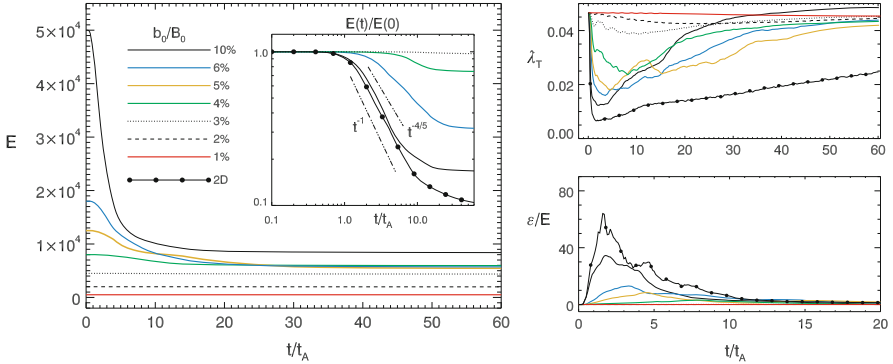 E
5×10⁴
4×10⁴
3×10⁴
2×10⁴
1×10⁴
0
0 10 20 30 40 50 60
t/t_A
b₀/B₀
10%
6%
5%
4%
3%
2%
1%
2D
E(t)/E(0)
1.0
0.1
t⁻¹
t⁻⁴/⁵
0.1 1.0 10.0
t/t_A
λ̂_T
0.04
0.02
0.00
0 10 20 30 40 50 60
ε/E
80
60
40
20
0
0 5 10 15 20
t/t_A